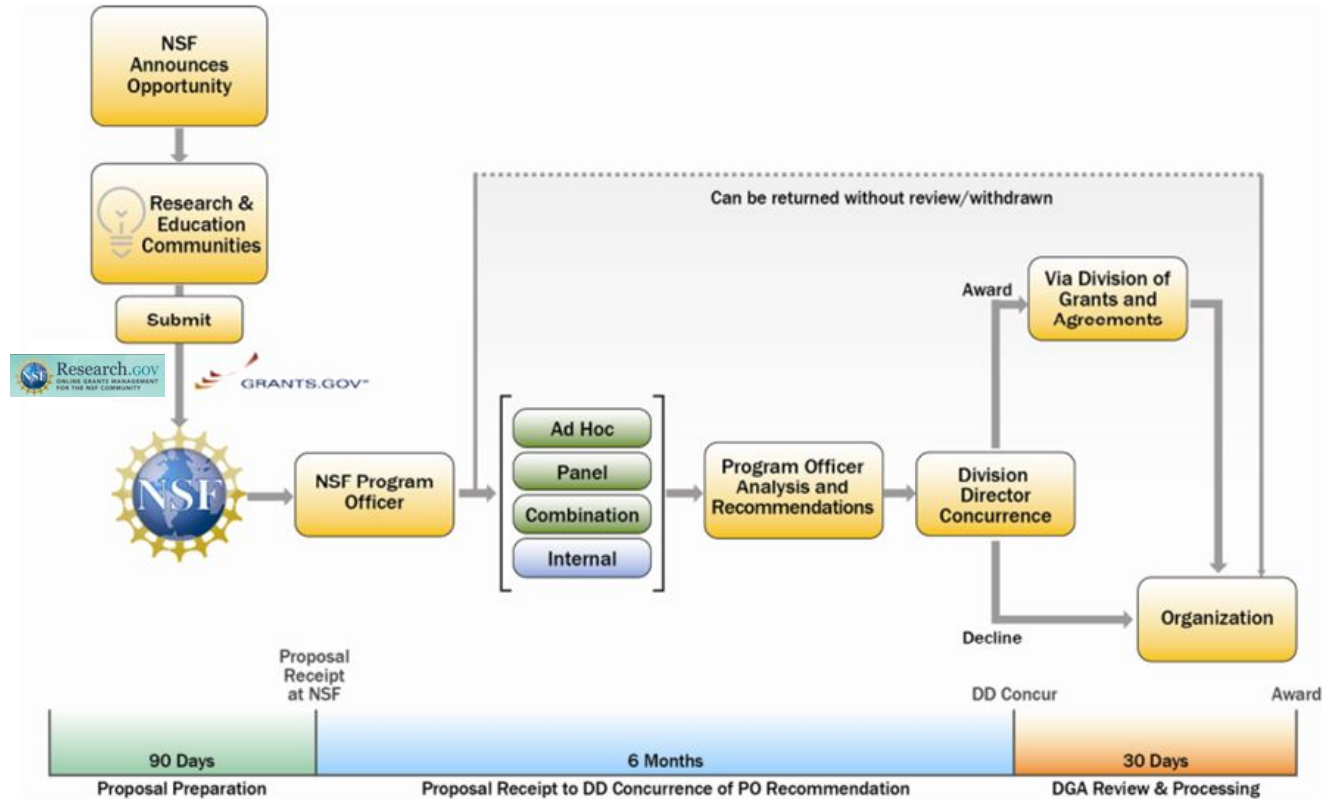 NSF
Announces
Opportunity
Research &
Education
Communities
Submit
NSF
Research.gov
ONLINE GRANTS MANAGEMENT
FOR THE NSF COMMUNITY
GRANTS.GOV℠
NSF
NSF Program
Officer
Can be returned without review/withdrawn
Ad Hoc
Panel
Combination
Internal
Program Officer
Analysis and
Recommendations
Division
Director
Concurrence
Award
Via Division of
Grants and
Agreements
Decline
Organization
Proposal
Receipt
at NSF
DD Concur
Award
90 Days
6 Months
30 Days
Proposal Preparation
Proposal Receipt to DD Concurrence of PO Recommendation
DGA Review & Processing